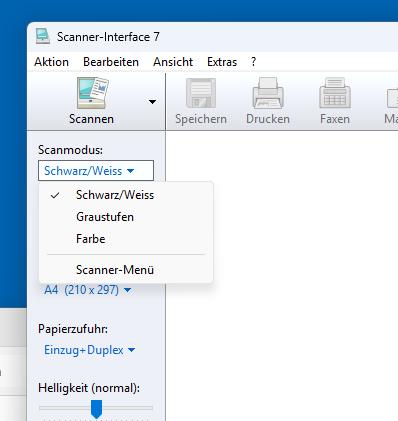 Scanner-Interface 7
Aktion Bearbeiten Ansicht Extras ?
Scannen Speichern Drucken Faxen
Scanmodus:
Schwarz/Weiss
Schwarz/Weiss
Graustufen
Farbe
Scanner-Menü
A4 (210 x 297)
Papierzufuhr:
Einzug+Duplex
Helligkeit (normal):